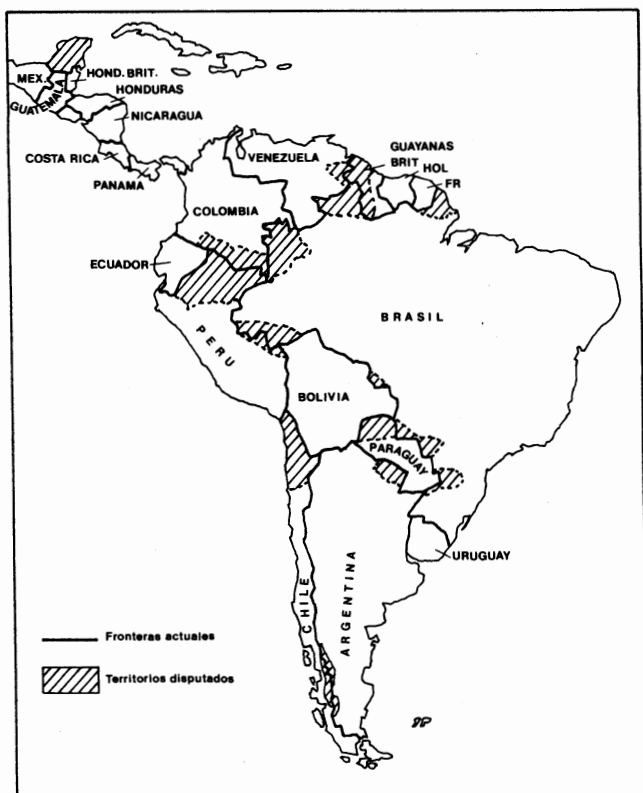 MEX.
HOND. BRIT.
GUATEMALA
HONDURAS
NICARAGUA
COSTA RICA
PANAMA
VENEZUELA
GUAYANAS
BRIT
HOL
FR
COLOMBIA
ECUADOR
BRASIL
PERU
BOLIVIA
PARAGUAY
URUGUAY
CHILE
ARGENTINA
Fronteras actuales
Territorios disputados